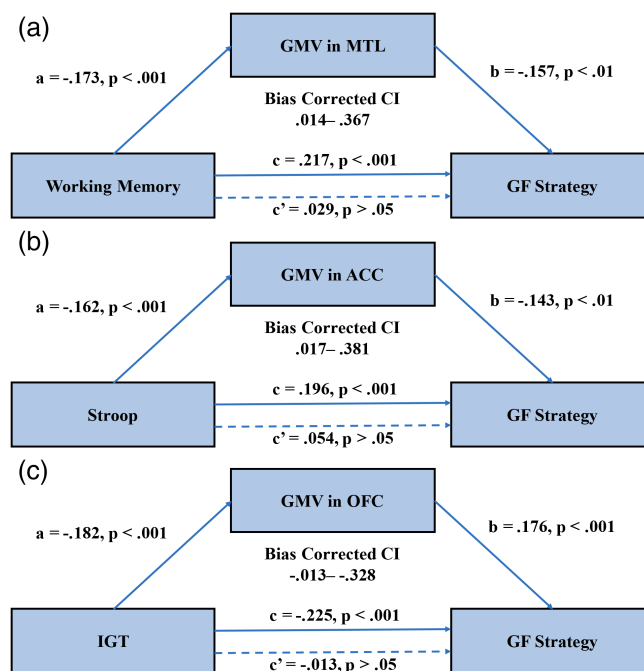 (a)
GMV in MTL
a = -.173, p < .001
b = -.157, p < .01
Bias Corrected CI
.014– .367
c = .217, p < .001
Working Memory
GF Strategy
c’ = .029, p > .05
(b)
GMV in ACC
a = -.162, p < .001
b = -.143, p < .01
Bias Corrected CI
.017– .381
c = .196, p < .001
Stroop
GF Strategy
c’ = .054, p > .05
(c)
GMV in OFC
a = -.182, p < .001
b = .176, p < .001
Bias Corrected CI
-.013– -.328
c = -.225, p < .001
IGT
GF Strategy
c’ = -.013, p > .05